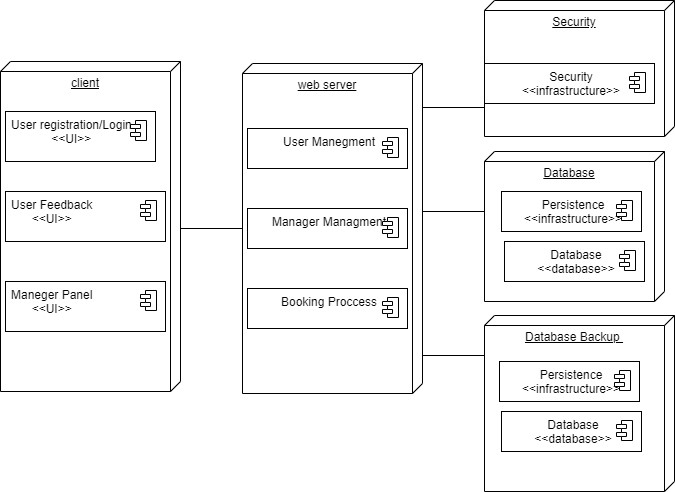 client
User registration/Login
<<UI>>
User Feedback
<<UI>>
Maneger Panel
<<UI>>
web server
User Manegment
Manager Managment
Booking Proccess
Security
Security
<<infrastructure>>
Database
Persistence
<<infrastructure>>
Database
<<database>>
Database Backup
Persistence
<<infrastructure>>
Database
<<database>>